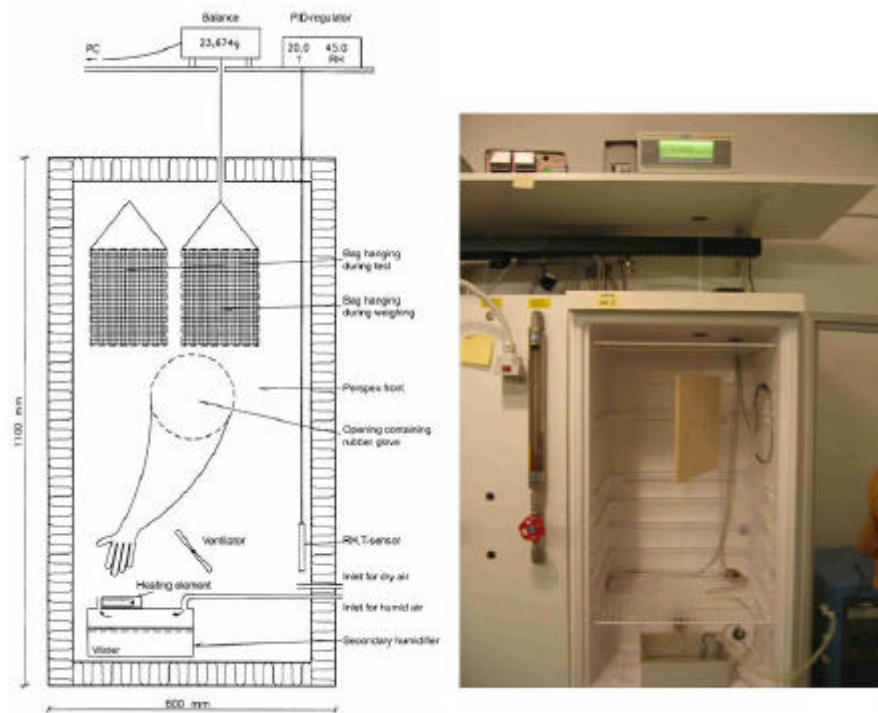 Balance
PID-regulator
PC
23,674g
20.0 45.0
T RH
Bag hanging
during test
Bag hanging
during weighing
Perspex front
Opening containing
rubber glove
1100 mm
Ventilator
RH,T-sensor
Inlet for dry air
Heating element
Inlet for humid air
Secondary humidifier
Water
600 mm